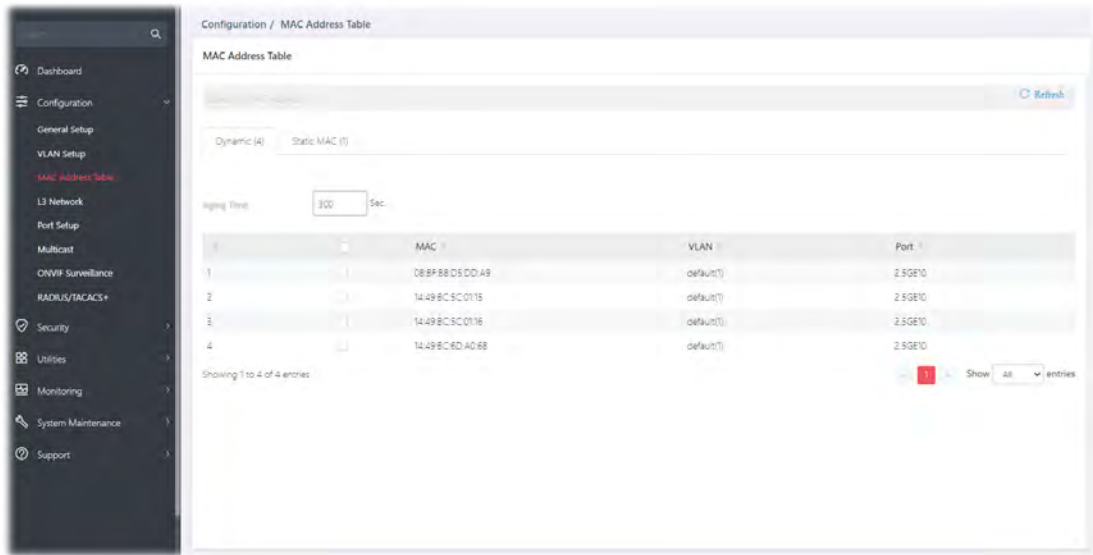 Configuration / MAC Address Table
MAC Address Table
Dashboard
Configuration
General Setup
VLAN Setup
MAC Address Table
L3 Network
Port Setup
Multicast
ONVIF Surveillance
RADIUS/TACACS+
Security
Utilities
Monitoring
System Maintenance
Support
Refresh
Dynamic (4) Static MAC (1)
Aging Time 300 Sec.
MAC VLAN Port
1 08:BF:B8:D5:DD:A9 default(1) 2.5GE10
2 14:49:BC:5C:01:15 default(1) 2.5GE10
3 14:49:BC:5C:01:16 default(1) 2.5GE10
4 14:49:BC:6D:A0:68 default(1) 2.5GE10
Showing 1 to 4 of 4 entries
1 Show All entries